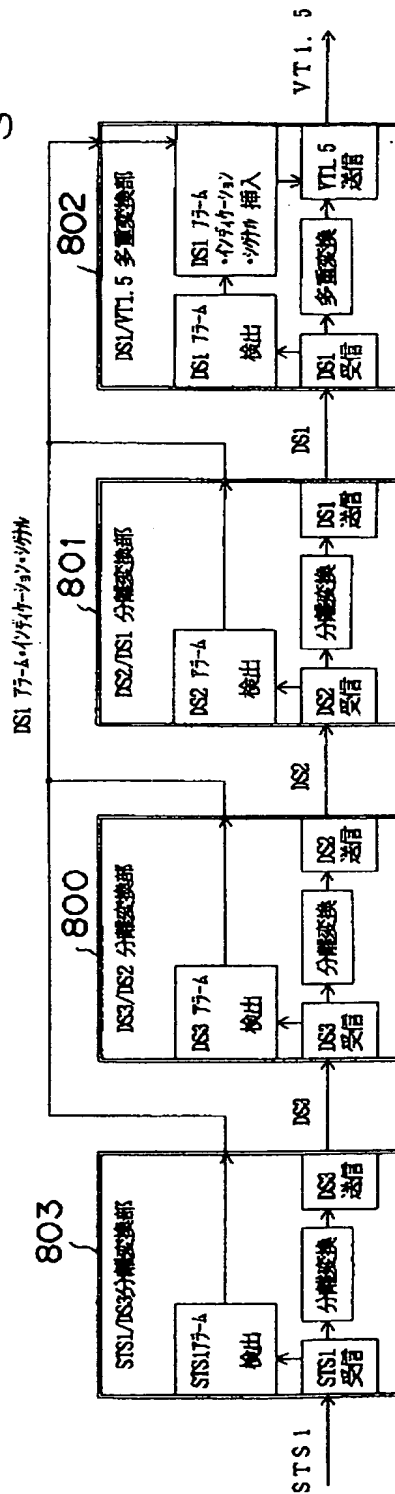 DS1 アラーム・インディケーション・シグナル
803
STS1/DS3分離変換部
STS1アラーム
検出
STS1
受信
分離変換
DS3
送信
STS1
DS3
800
DS3/DS2 分離変換部
DS3 アラーム
検出
DS3
受信
分離変換
DS2
送信
DS2
801
DS2/DS1 分離変換部
DS2 アラーム
検出
DS2
受信
分離変換
DS1
送信
DS1
802
DS1/VT1.5 多重変換部
DS1 アラーム
検出
DS1 アラーム
・インディケーション
・シグナル 挿入
DS1
受信
多重変換
VT1.5
送信
VT1.5